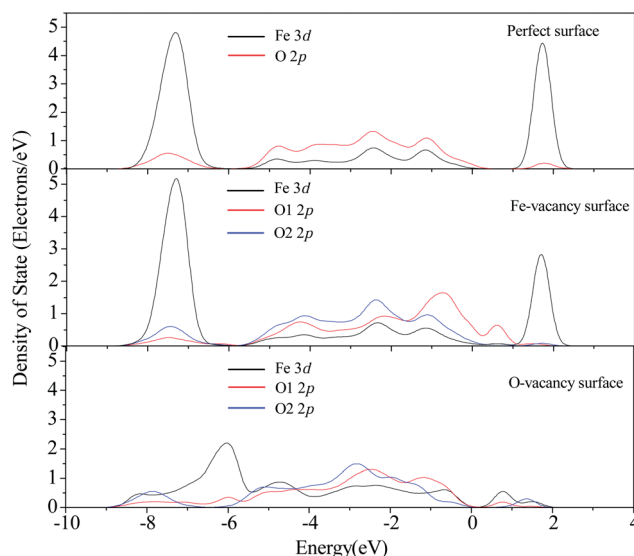 Density of State (Electrons/eV)
5
4
3
2
1
0
Fe 3d
O 2p
Perfect surface
5
4
3
2
1
0
Fe 3d
O1 2p
O2 2p
Fe-vacancy surface
5
4
3
2
1
0
Fe 3d
O1 2p
O2 2p
O-vacancy surface
-10 -8 -6 -4 -2 0 2 4
Energy(eV)